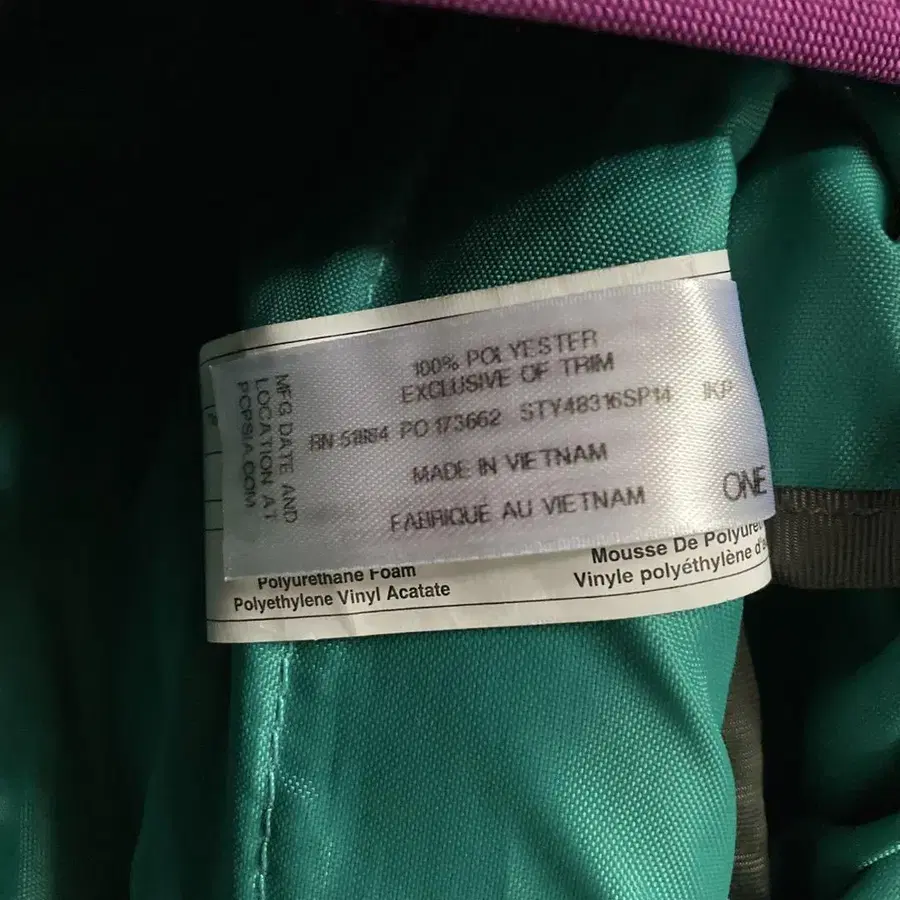 100% POLYESTER
EXCLUSIVE OF TRIM
RN 51884 PO 173662 STY48316SP14 JKP
MADE IN VIETNAM
FABRIQUE AU VIETNAM
ONE
MFG DATE AND
LOCATION AT
PCPSIA.COM
Polyurethane Foam
Polyethylene Vinyl Acatate
Mousse De Polyuré
Vinyle polyéthylène d'a